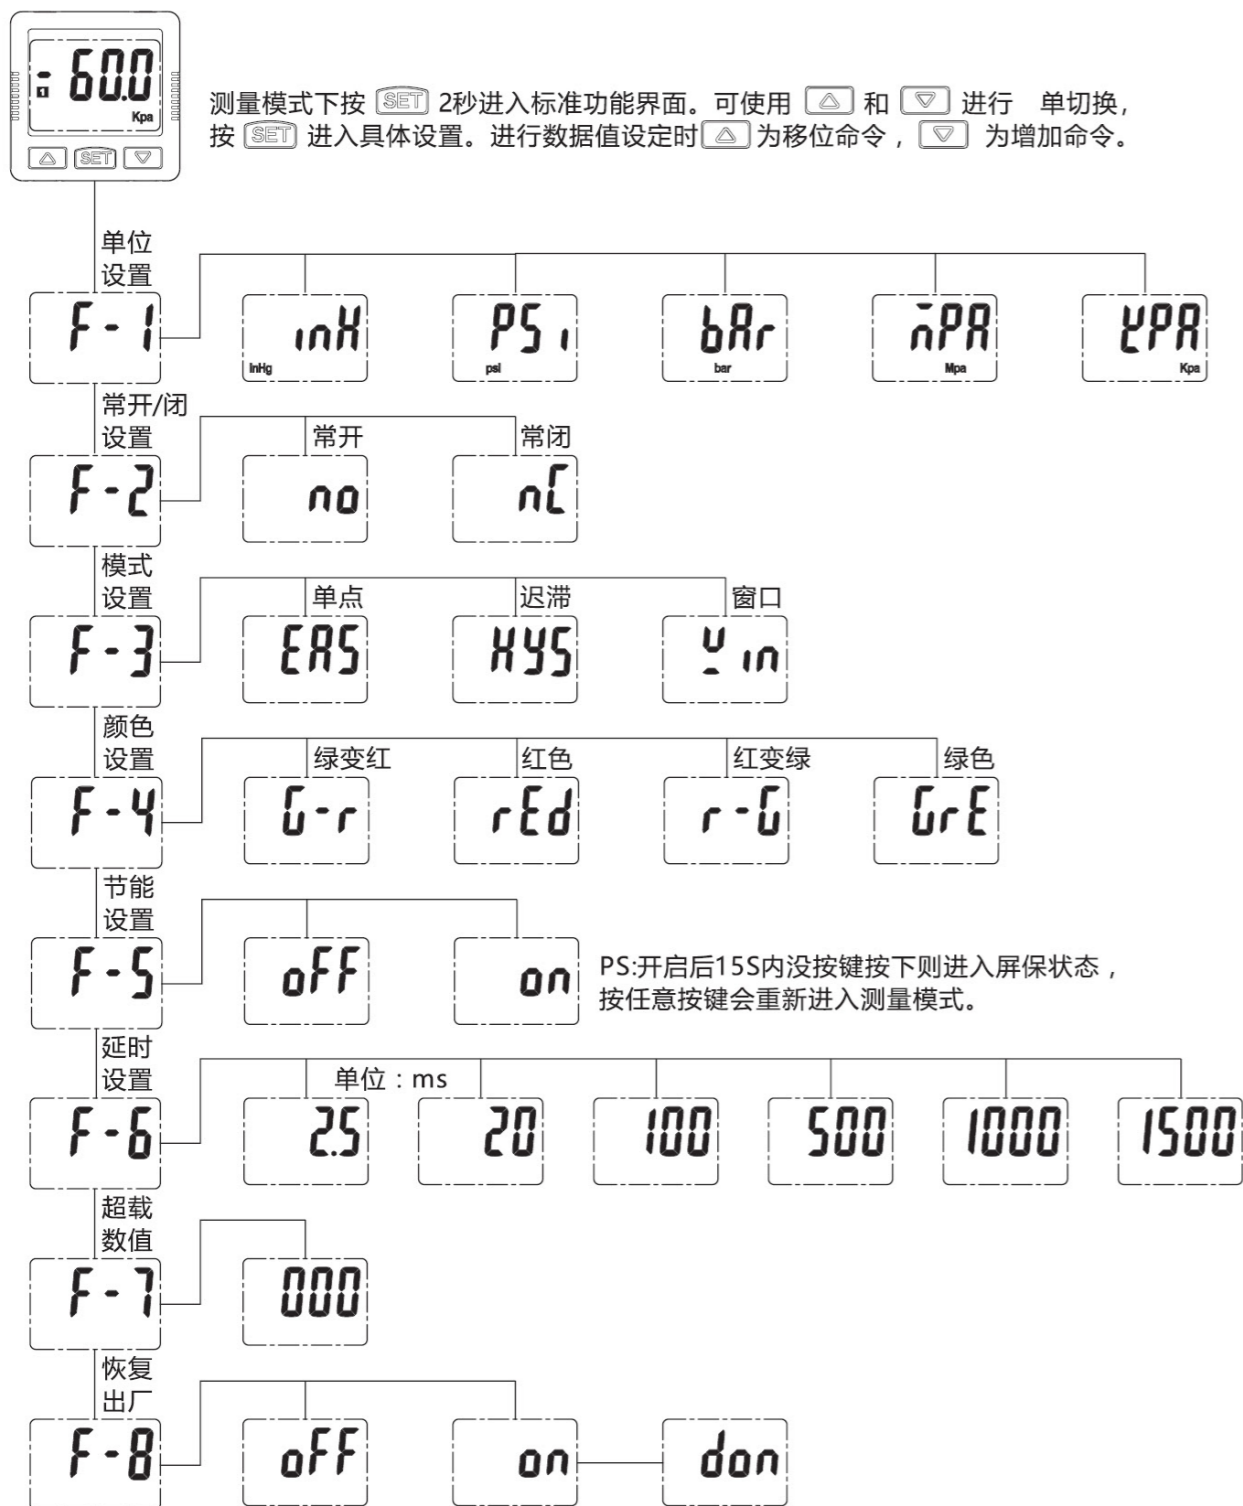 -60.0
1
Kpa
SET
测量模式下按 SET 2秒进入标准功能界面。可使用 和 进行 单切换，
按 SET 进入具体设置。进行数据值设定时 为移位命令， 为增加命令。
单位
设置
F-1
inH
InHg
PSi
psi
bAr
bar
MPA
Mpa
KPA
Kpa
常开/闭
设置
F-2
常开
no
常闭
nC
模式
设置
F-3
单点
EAS
迟滞
HYS
窗口
Win
颜色
设置
F-4
绿变红
G-r
红色
rEd
红变绿
r-G
绿色
GrE
节能
设置
F-5
oFF
on
PS:开启后15S内没按键按下则进入屏保状态，
按任意按键会重新进入测量模式。
延时
设置
F-6
单位：ms
2.5
20
100
500
1000
1500
超载
数值
F-7
000
恢复
出厂
F-8
oFF
on
don